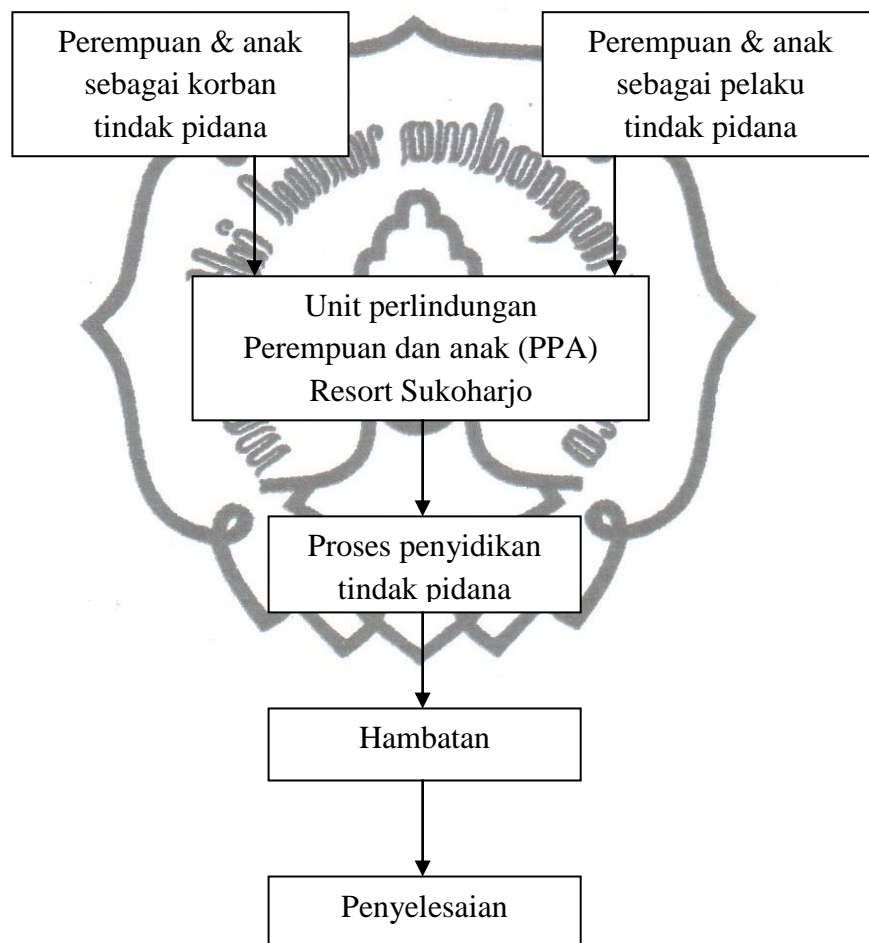 Perempuan & anak
sebagai korban
tindak pidana
Perempuan & anak
sebagai pelaku
tindak pidana
Unit perlindungan
Perempuan dan anak (PPA)
Resort Sukoharjo
Proses penyidikan
tindak pidana
Hambatan
Penyelesaian